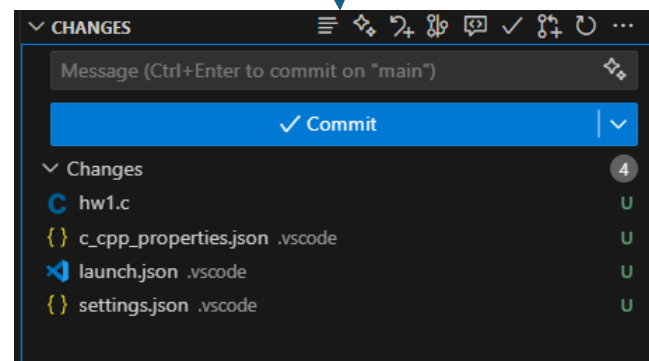 CHANGES
Message (Ctrl+Enter to commit on "main")
Commit
Changes 4
C hw1.c U
{} c_cpp_properties.json .vscode U
launch.json .vscode U
{} settings.json .vscode U